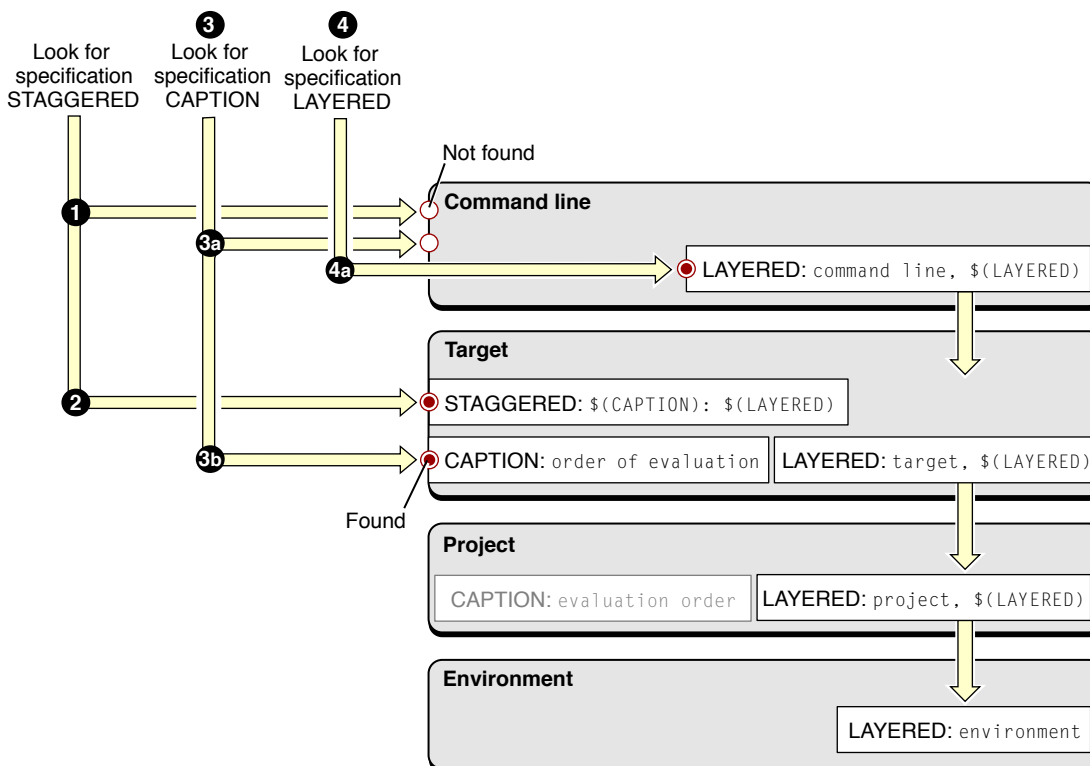 3
4
Look for
specification
STAGGERED
Look for
specification
CAPTION
Look for
specification
LAYERED
Not found
Command line
1
3a
4a
LAYERED: command line, $(LAYERED)
Target
2
STAGGERED: $(CAPTION): $(LAYERED)
3b
CAPTION: order of evaluation
LAYERED: target, $(LAYERED)
Found
Project
CAPTION: evaluation order
LAYERED: project, $(LAYERED)
Environment
LAYERED: environment